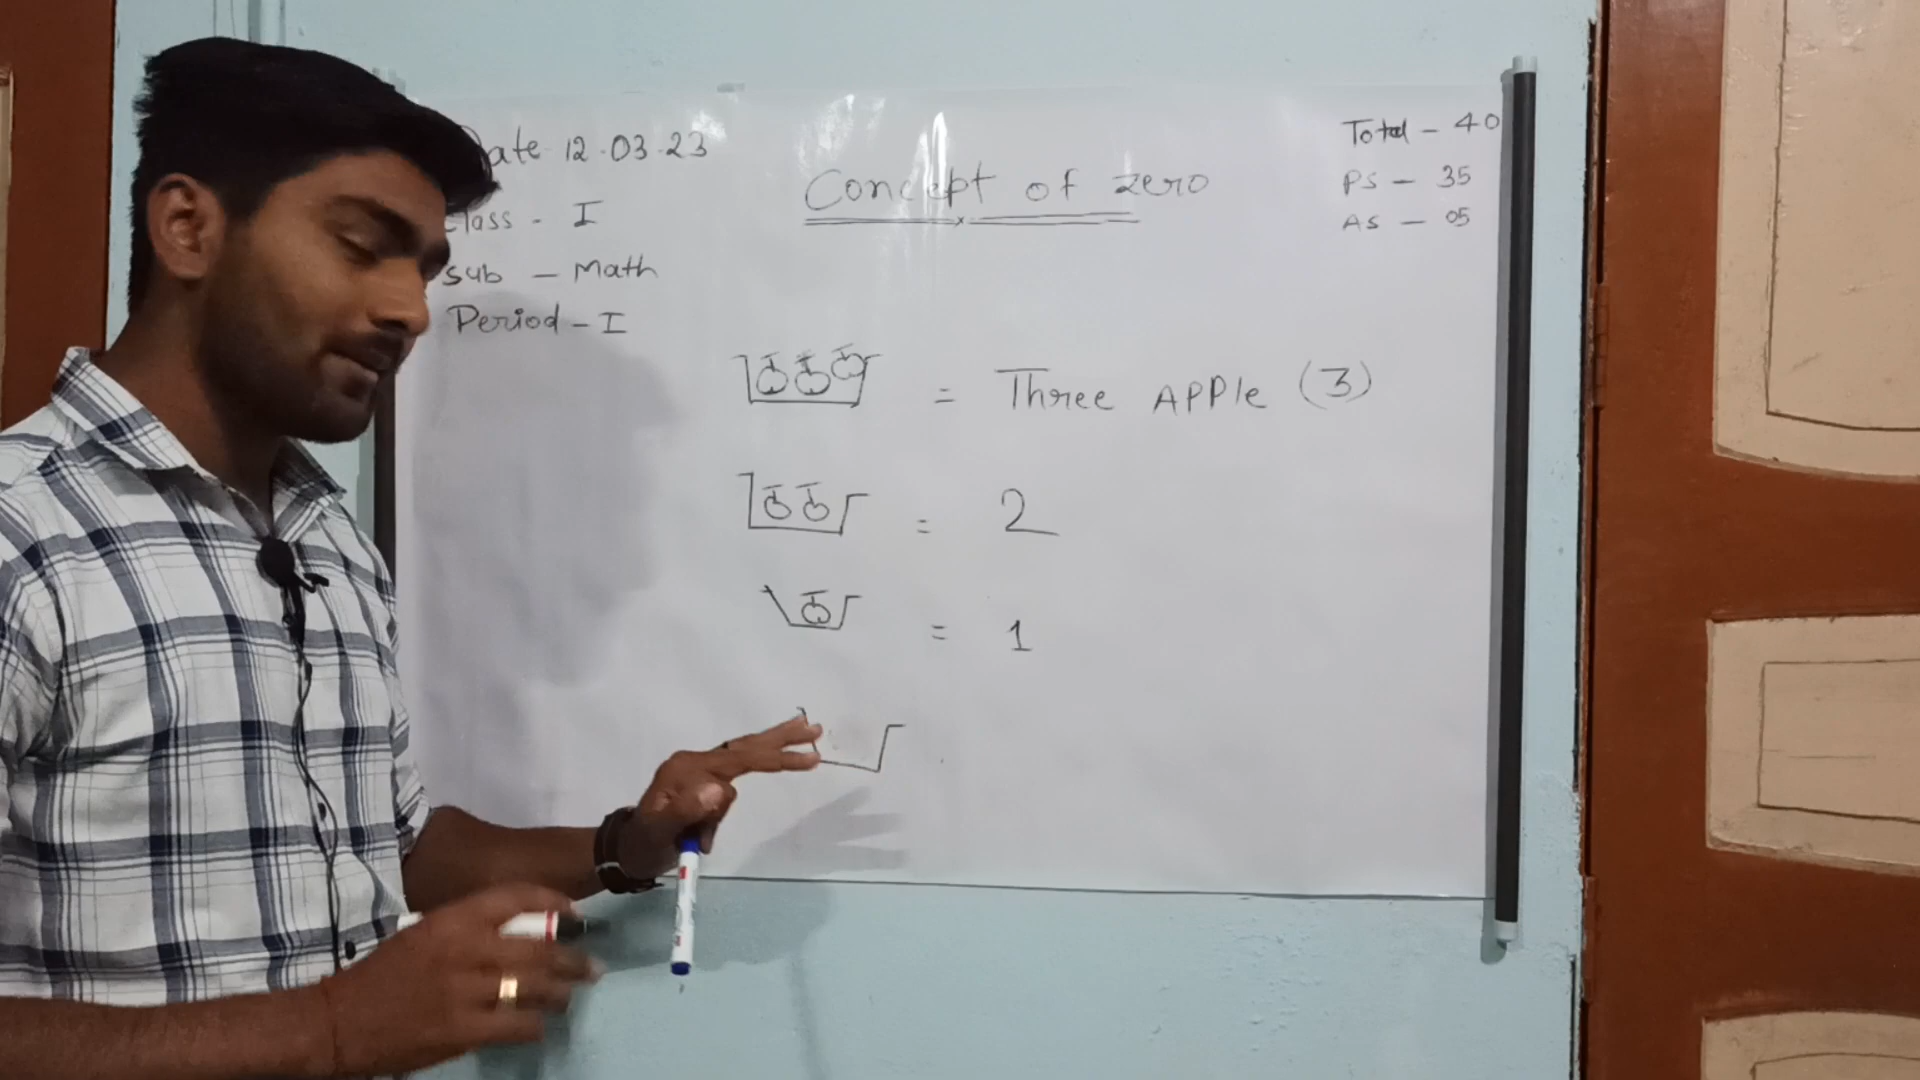 Date 12.03.23
Class - I
Sub - Math
Period - I
Concept of zero
Total - 40
PS - 35
AS - 05
= Three APPle (3)
= 2
= 1